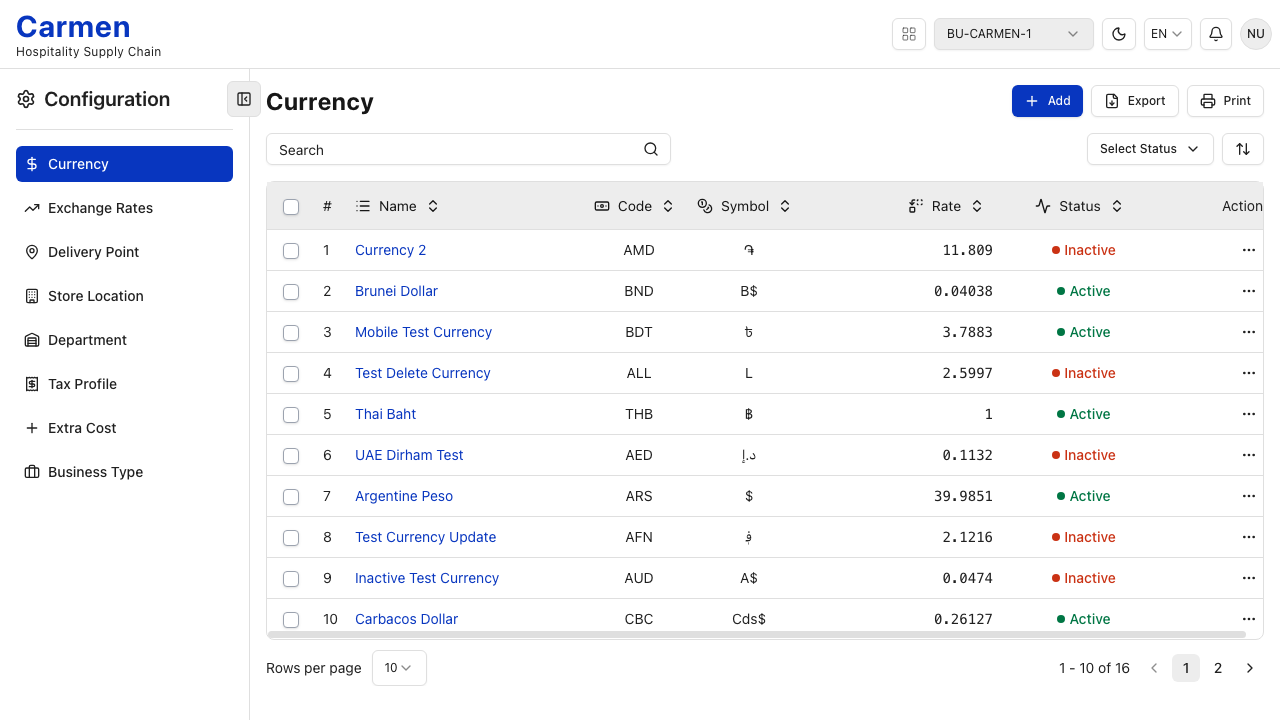 Carmen
Hospitality Supply Chain
BU-CARMEN-1
EN
NU
Configuration
Currency
Add
Export
Print
Search
Select Status
Currency
Exchange Rates
Delivery Point
Store Location
Department
Tax Profile
Extra Cost
Business Type
# Name Code Symbol Rate Status Action
1 Currency 2 AMD ֏ 11.809 Inactive
2 Brunei Dollar BND B$ 0.04038 Active
3 Mobile Test Currency BDT ৳ 3.7883 Active
4 Test Delete Currency ALL L 2.5997 Inactive
5 Thai Baht THB ฿ 1 Active
6 UAE Dirham Test AED د.إ 0.1132 Inactive
7 Argentine Peso ARS $ 39.9851 Active
8 Test Currency Update AFN ؋ 2.1216 Inactive
9 Inactive Test Currency AUD A$ 0.0474 Inactive
10 Carbacos Dollar CBC Cds$ 0.26127 Active
Rows per page 10
1 - 10 of 16
1 2